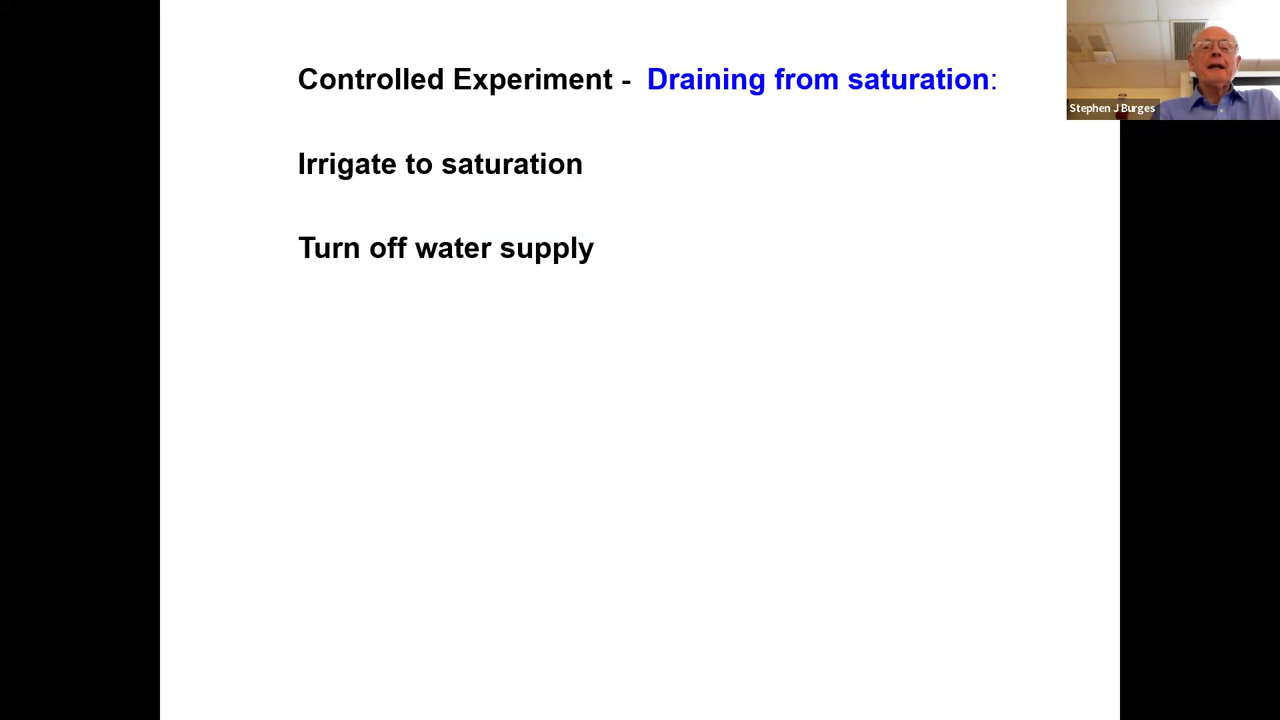 Controlled Experiment - Draining from saturation:
Stephen J Burges
Irrigate to saturation
Turn off water supply